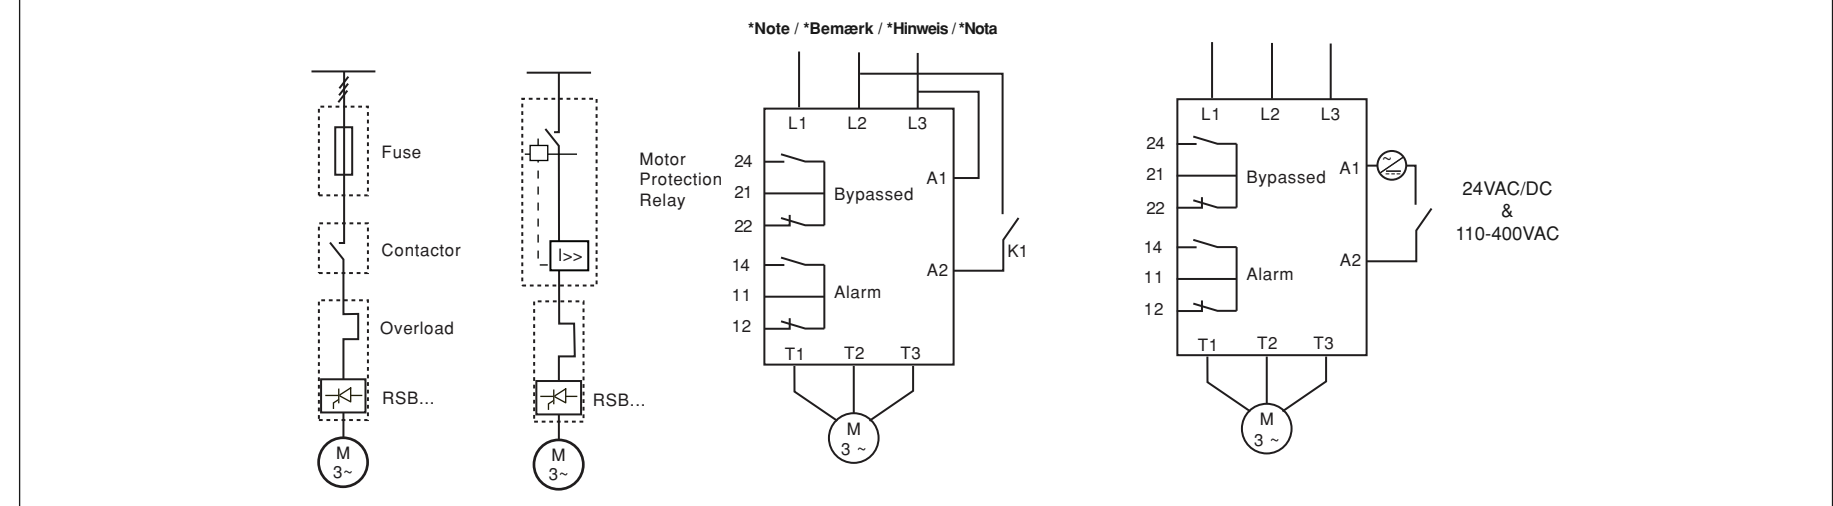 *Note / *Bemærk / *Hinweis / *Nota
Fuse
Contactor
Overload
RSB...
M
3~
I>>
RSB...
M
3~
Motor
Protection
Relay
L1 L2 L3
24
21
22
Bypassed
14
11
12
Alarm
A1
A2
K1
T1 T2 T3
M
3 ~
L1 L2 L3
24
21
22
Bypassed
14
11
12
Alarm
A1
~
A2
24VAC/DC
&
110-400VAC
T1 T2 T3
M
3 ~